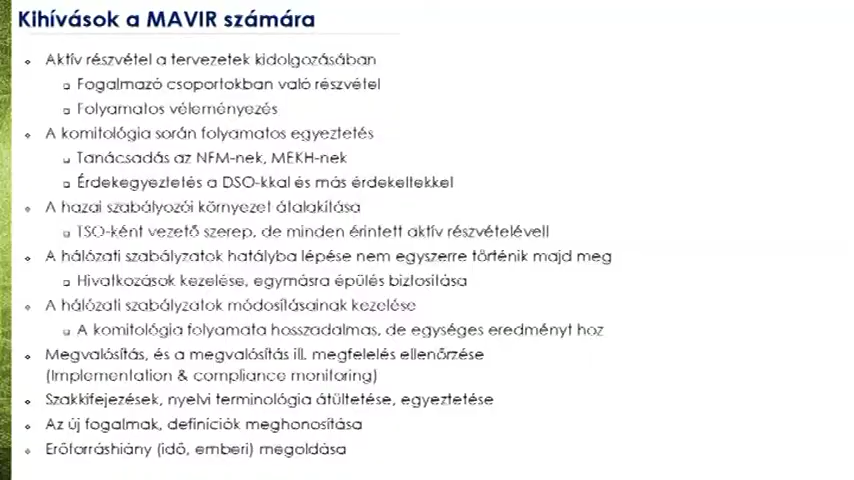 Kihívások a MAVIR számára
Aktív részvétel a tervezetek kidolgozásában
Fogalmazó csoportokban való részvétel
Folyamatos véleményezés
A komitológia során folyamatos egyeztetés
Tanácsadás az NFM-nek, MEKH-nek
Érdekegyeztetés a DSO-kkal és más érdekeltekkel
A hazai szabályozói környezet átalakítása
TSO-ként vezető szerep, de minden érintett aktív részvételével!
A hálózati szabályzatok hatályba lépése nem egyszerre történik majd meg
Hivatkozások kezelése, egymásra épülés biztosítása
A hálózati szabályzatok módosításainak kezelése
A komitológia folyamata hosszadalmas, de egységes eredményt hoz
Megvalósítás, és a megvalósítás ill. megfelelés ellenőrzése
(Implementation & compliance monitoring)
Szakkifejezések, nyelvi terminológia átültetése, egyeztetése
Az új fogalmak, definíciók meghonosítása
Erőforráshiány (idő, emberi) megoldása